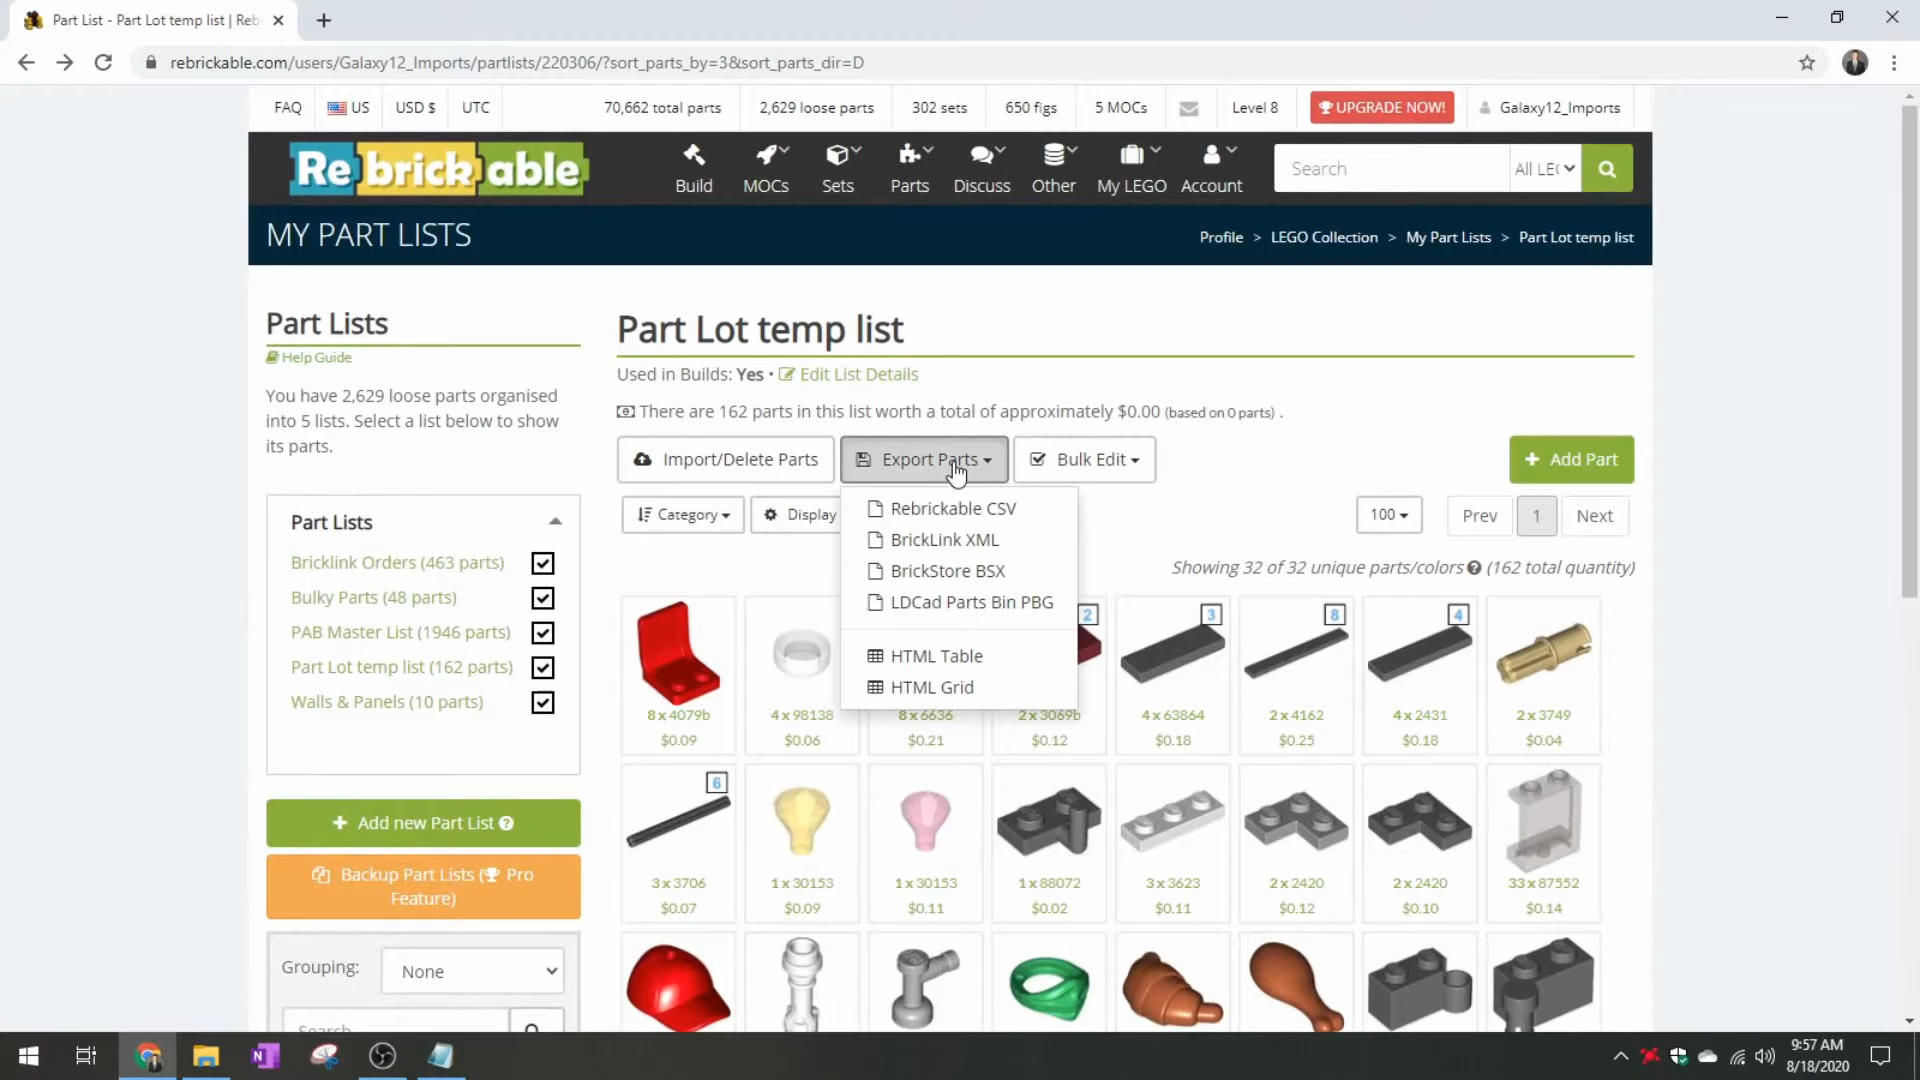 Part List - Part Lot temp list | Reb
rebrickable.com/users/Galaxy12_Imports/partlists/220306/?sort_parts_by=3&sort_parts_dir=D
FAQ US USD $ UTC 70,662 total parts 2,629 loose parts 302 sets 650 figs 5 MOCs Level 8 UPGRADE NOW! Galaxy12_Imports
Rebrickable
Build MOCs Sets Parts Discuss Other My LEGO Account Search All LE
MY PART LISTS
Profile > LEGO Collection > My Part Lists > Part Lot temp list
Part Lists
Help Guide
You have 2,629 loose parts organised
into 5 lists. Select a list below to show
its parts.
Part Lists
Bricklink Orders (463 parts)
Bulky Parts (48 parts)
PAB Master List (1946 parts)
Part Lot temp list (162 parts)
Walls & Panels (10 parts)
+ Add new Part List ?
Backup Part Lists ( Pro
Feature)
Grouping: None
Search
Part Lot temp list
Used in Builds: Yes • Edit List Details
There are 162 parts in this list worth a total of approximately $0.00 (based on 0 parts) .
Import/Delete Parts Export Parts Bulk Edit + Add Part
Category Display 100 Prev 1 Next
Rebrickable CSV
BrickLink XML
BrickStore BSX
LDCad Parts Bin PBG
HTML Table
HTML Grid
Showing 32 of 32 unique parts/colors ? (162 total quantity)
2 3 8 4
8 x 4079b 4 x 98138 8 x 6636 2 x 3069b 4 x 63864 2 x 4162 4 x 2431 2 x 3749
$0.09 $0.06 $0.21 $0.12 $0.18 $0.25 $0.18 $0.04
6
3 x 3706 1 x 30153 1 x 30153 1 x 88072 3 x 3623 2 x 2420 2 x 2420 33 x 87552
$0.07 $0.09 $0.11 $0.02 $0.11 $0.12 $0.10 $0.14
9:57 AM
8/18/2020